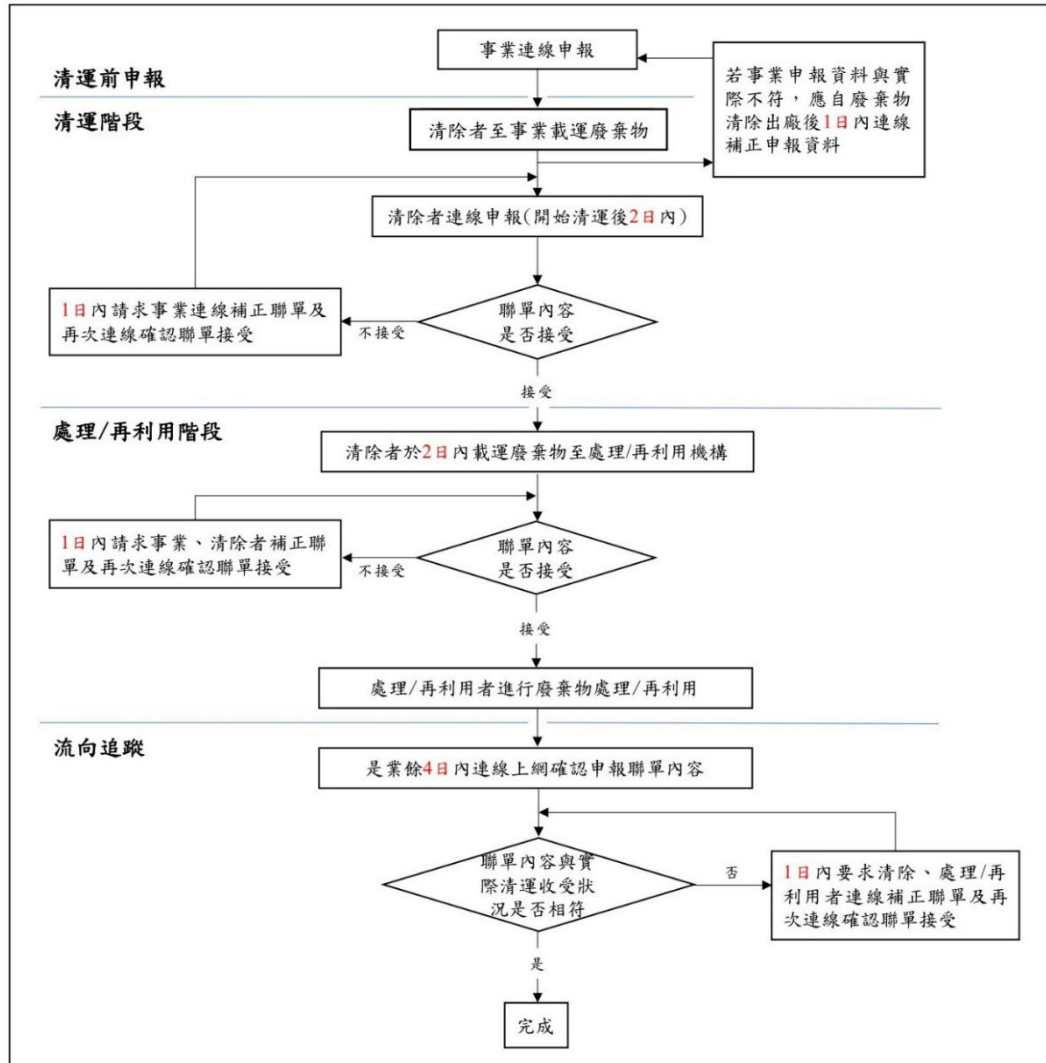 事業連線申報
清運前申報
若事業申報資料與實
際不符，應自廢棄物
清除出廠後1日內連線
補正申報資料
清運階段
清除者至事業載運廢棄物
清除者連線申報(開始清運後2日內)
1日內請求事業連線補正聯單及
再次連線確認聯單接受
不接受
聯單內容
是否接受
接受
處理/再利用階段
清除者於2日內載運廢棄物至處理/再利用機構
1日內請求事業、清除者補正聯
單及再次連線確認聯單接受
不接受
聯單內容
是否接受
接受
處理/再利用者進行廢棄物處理/再利用
流向追蹤
是業餘4日內連線上網確認申報聯單內容
聯單內容與實
際清運收受狀
況是否相符
否
1日內要求清除、處理/再
利用者連線補正聯單及再
次連線確認聯單接受
是
完成